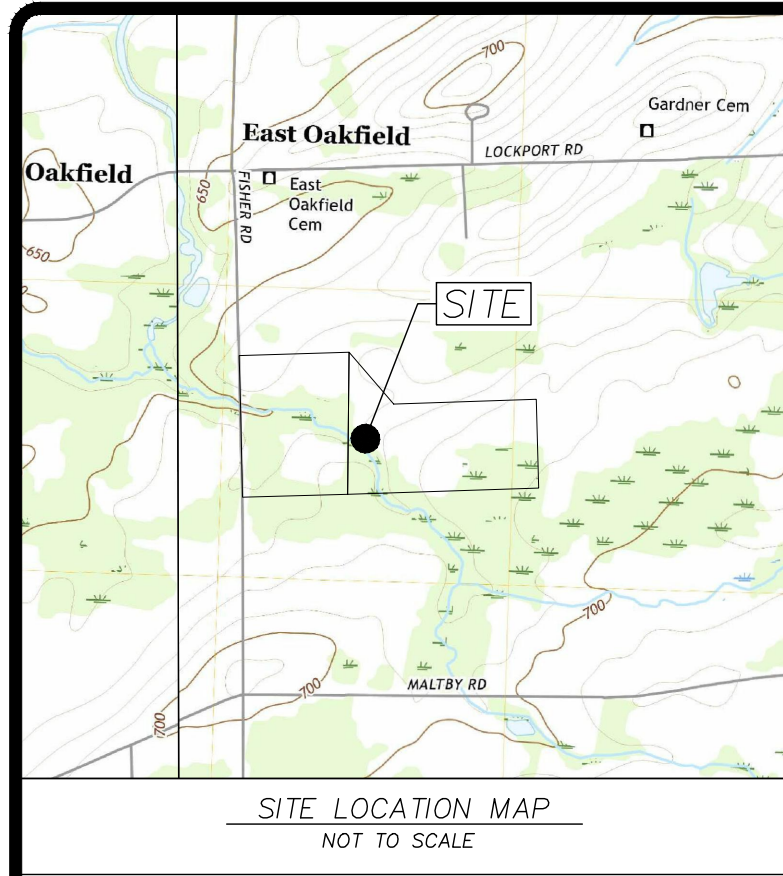 700
Gardner Cem
East Oakfield
LOCKPORT RD
Oakfield
650
FISHER RD
East
Oakfield
Cem
650
SITE
700
MALTBY RD
700
700
SITE LOCATION MAP
NOT TO SCALE